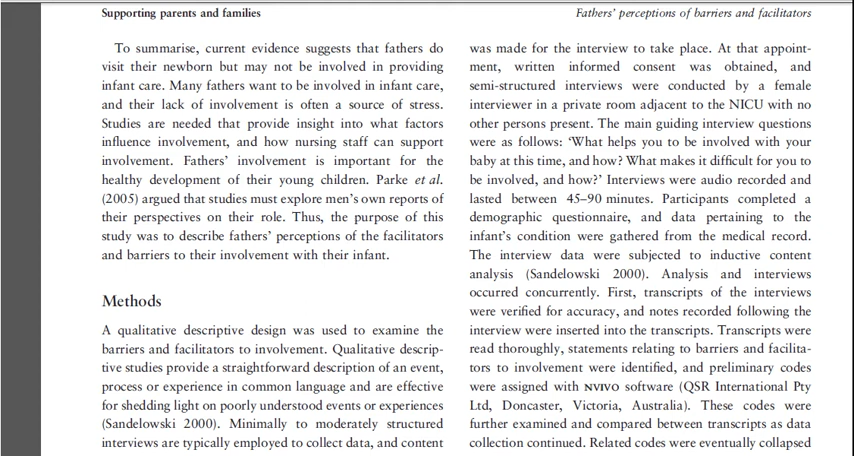 Supporting parents and families
Fathers' perceptions of barriers and facilitators
To summarise, current evidence suggests that fathers do
visit their newborn but may not be involved in providing
infant care. Many fathers want to be involved in infant care,
and their lack of involvement is often a source of stress.
Studies are needed that provide insight into what factors
influence involvement, and how nursing staff can support
involvement. Fathers' involvement is important for the
healthy development of their young children. Parke et al.
(2005) argued that studies must explore men's own reports of
their perspectives on their role. Thus, the purpose of this
study was to describe fathers' perceptions of the facilitators
and barriers to their involvement with their infant.
Methods
A qualitative descriptive design was used to examine the
barriers and facilitators to involvement. Qualitative descrip-
tive studies provide a straightforward description of an event,
process or experience in common language and are effective
for shedding light on poorly understood events or experiences
(Sandelowski 2000). Minimally to moderately structured
interviews are typically employed to collect data, and content
was made for the interview to take place. At that appoint-
ment, written informed consent was obtained, and
semi-structured interviews were conducted by a female
interviewer in a private room adjacent to the NICU with no
other persons present. The main guiding interview questions
were as follows: 'What helps you to be involved with your
baby at this time, and how? What makes it difficult for you to
be involved, and how?' Interviews were audio recorded and
lasted between 45–90 minutes. Participants completed a
demographic questionnaire, and data pertaining to the
infant's condition were gathered from the medical record.
The interview data were subjected to inductive content
analysis (Sandelowski 2000). Analysis and interviews
occurred concurrently. First, transcripts of the interviews
were verified for accuracy, and notes recorded following the
interview were inserted into the transcripts. Transcripts were
read thoroughly, statements relating to barriers and facilita-
tors to involvement were identified, and preliminary codes
were assigned with NVIVO software (QSR International Pty
Ltd, Doncaster, Victoria, Australia). These codes were
further examined and compared between transcripts as data
collection continued. Related codes were eventually collapsed